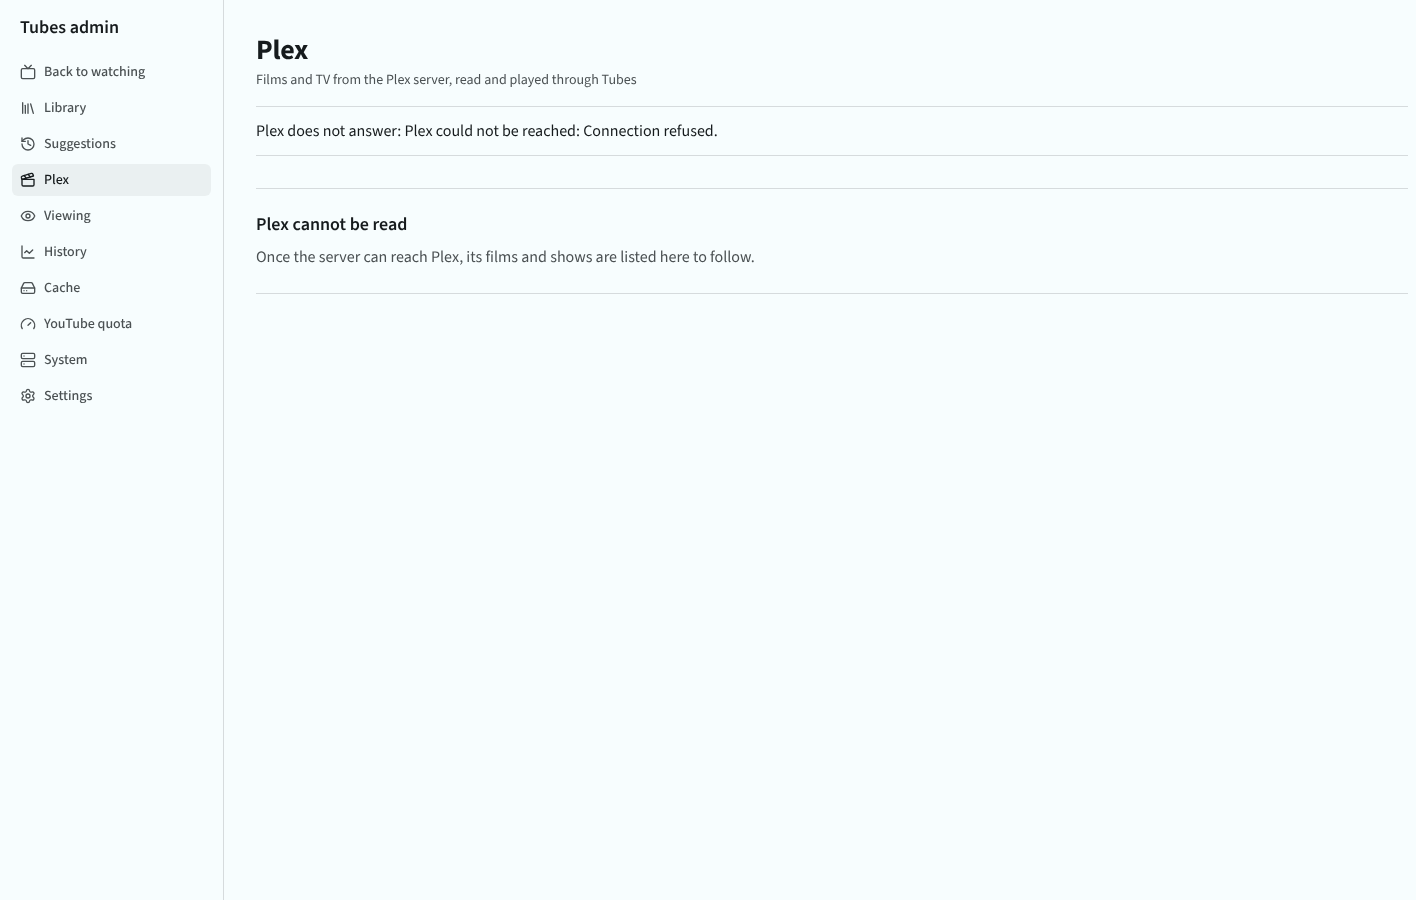 Tubes admin
Back to watching
Library
Suggestions
Plex
Viewing
History
Cache
YouTube quota
System
Settings
Plex
Films and TV from the Plex server, read and played through Tubes
Plex does not answer: Plex could not be reached: Connection refused.
Plex cannot be read
Once the server can reach Plex, its films and shows are listed here to follow.